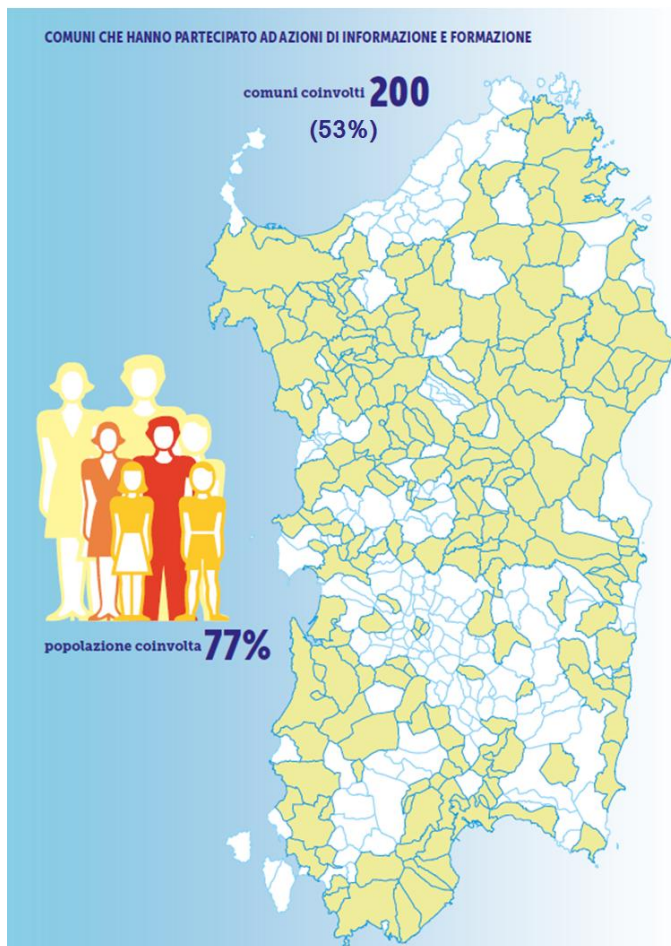 COMUNI CHE HANNO PARTECIPATO AD AZIONI DI INFORMAZIONE E FORMAZIONE
comuni coinvolti 200
(53%)
popolazione coinvolta 77%